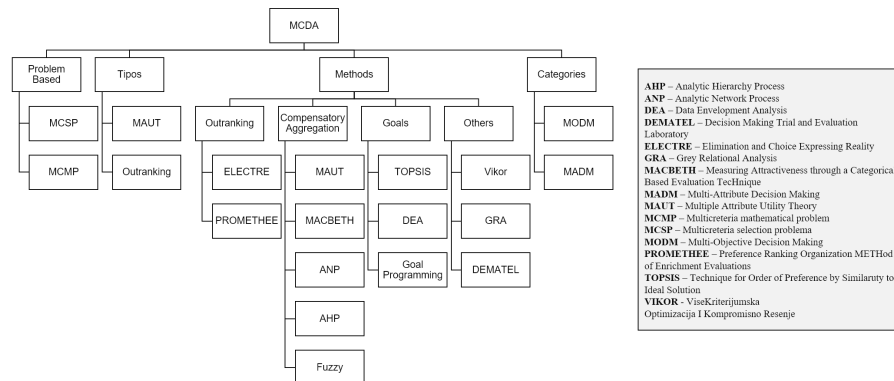 MCDA
Problem
Based
Tipos
Methods
Categories
MCSP
MAUT
Outranking
Compensatory
Aggregation
Goals
Others
MODM
MCMP
Outranking
ELECTRE
MAUT
TOPSIS
Vikor
MADM
PROMETHEE
MACBETH
DEA
GRA
ANP
Goal
Programming
DEMATEL
AHP
Fuzzy
AHP – Analytic Hierarchy Process
ANP – Analytic Network Process
DEA – Data Envelopment Analysis
DEMATEL – Decision Making Trial and Evaluation
Laboratory
ELECTRE – Elimination and Choice Expressing Reality
GRA – Grey Relational Analysis
MACBETH – Measuring Attractiveness through a Categorica
Based Evaluation TecHnique
MADM – Multi-Attribute Decision Making
MAUT – Multiple Attribute Utility Theory
MCMP – Multicreteria mathematical problem
MCSP – Multicreteria selection problema
MODM – Multi-Objective Decision Making
PROMETHEE – Preference Ranking Organization METHod
of Enrichment Evaluations
TOPSIS – Technique for Order of Preference by Similaruty to
Ideal Solution
VIKOR - ViseKriterijumska
Optimizacija I Kompromisno Resenje